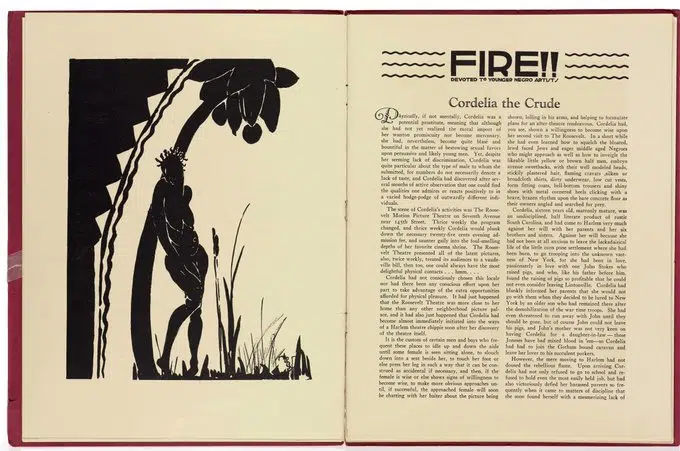 FIRE!!
DEVOTED TO YOUNGER NEGRO ARTISTS
Cordelia the Crude
Physically, if not mentally, Cordelia was a
potential prostitute, meaning that although
she had not yet realized the moral import of
her wanton promiscuity nor become mercenary,
she had, nevertheless, become quite blasé and
bountiful in the matter of bestowing sexual favors
upon persuasive and likely young men. Yet, despite
her seeming lack of discrimination, Cordelia was
quite particular about the type of male to whom she
submitted, for numbers do not necessarily denote a
lack of taste, and Cordelia had discovered after
several months of active observation that one could find
the qualities one admires or reacts positively to in
a varied hodge-podge of outwardly different indi-
viduals.
The scene of Cordelia's activities was The Roose-
velt Motion Picture Theatre on Seventh Avenue
near 145th Street. Thrice weekly the program
changed, and thrice weekly Cordelia would plunk
down the necessary twenty-five cents evening ad-
mission fee, and saunter gaily into the foul-smelling
depths of her favorite cinema shrine. The Roose-
velt Theatre presented all of the latest pictures,
also, twice weekly, treated its audiences to a vaude-
ville bill, then too, one could always have the most
delightful physical contacts . . . hmm. . . .
Cordelia had not consciously chosen this locale
nor had there been any conscious effort upon her
part to take advantage of the extra opportunities
afforded for physical pleasure. It had just happened
that the Roosevelt Theatre was more close to her
home than any other neighborhood picture pal-
ace, and it had also just happened that Cordelia had
become almost immediately initiated into the ways
of a Harlem theatre chippie soon after her discovery
of the theatre itself.
It is the custom of certain men and boys who fre-
quent these places to idle up and down the aisle
until some female is seen sitting alone, to slouch
down into a seat beside her, to touch her foot or
else press her leg in such a way that it can be con-
strued as accidental if necessary, and then, if the
female is wise or else shows signs of willingness to
become wise, to make more obvious approaches un-
til, if successful, the approached female will soon
be chatting with her baiter about the picture being
shown, lolling in his arms, and helping to formulate
plans for an after-theatre rendezvous. Cordelia had,
you see, shown a willingness to become wise upon
her second visit to The Roosevelt. In a short while
she had even learned how to squelch the bloated,
lewd faced Jews and eager middle aged Negroes
who might approach as well as how to inveigle the
likeable little yellow or brown half men, embryo
avenue sweetbacks, with their well modeled heads,
stickily plastered hair, flaming cravats, silken or
broadcloth shirts, dirty underwear, low cut vests,
form fitting coats, bell-bottom trousers and shiny
shoes with metal cornered heels clicking with a
brave, brazen rhythm upon the bare concrete floor as
their owners angled and searched for prey.
Cordelia, sixteen years old, matronly mature, was
an undisciplined, half literate product of rustic
South Carolina, and had come to Harlem very much
against her will with her parents and her six
brothers and sisters. Against her will because she
had not been at all anxious to leave the lackadaisical
life of the little corn pone settlement where she had
been born, to go trooping into the unknown vast-
ness of New York, for she had been in love,
passionately in love with one John Stokes who
raised pigs, and who, like his father before him,
found the raising of pigs so profitable that he could
not even consider leaving Lintonville. Cordelia had
blankly informed her parents that she would not
go with them when they decided to be lured to New
York by an older son who had remained there after
the demobilization of the war time troops. She had
even threatened to run away with John until they
should be gone, but of course John could not leave
his pigs, and John's mother was not very keen on
having Cordelia for a daughter-in-law—those
Joneses have bad mixed blood in 'em—so Cordelia
had had to join the Gotham bound caravan and
leave her lover to his succulent porkers.
However, the mere moving to Harlem had not
doused the rebellious flame. Upon arriving Cor-
delia had not only refused to go to school and re-
fused to hold even the most easily held job, but had
also victoriously defied her harassed parents so fre-
quently when it came to matters of discipline that
she soon found herself with a mesmerizing lack of